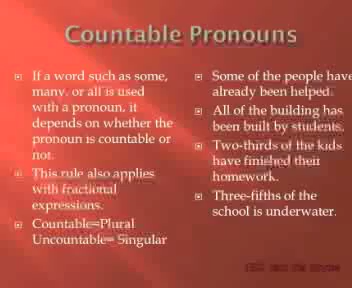 Countable Pronouns
If a word such as some,
many, or all is used
with a pronoun, it
depends on whether the
pronoun is countable or
not.
This rule also applies
with fractional
expressions.
Countable=Plural
Uncountable= Singular
Some of the people have
already been helped.
All of the building has
been built by students.
Two-thirds of the kids
have finished their
homework.
Three-fifths of the
school is underwater.